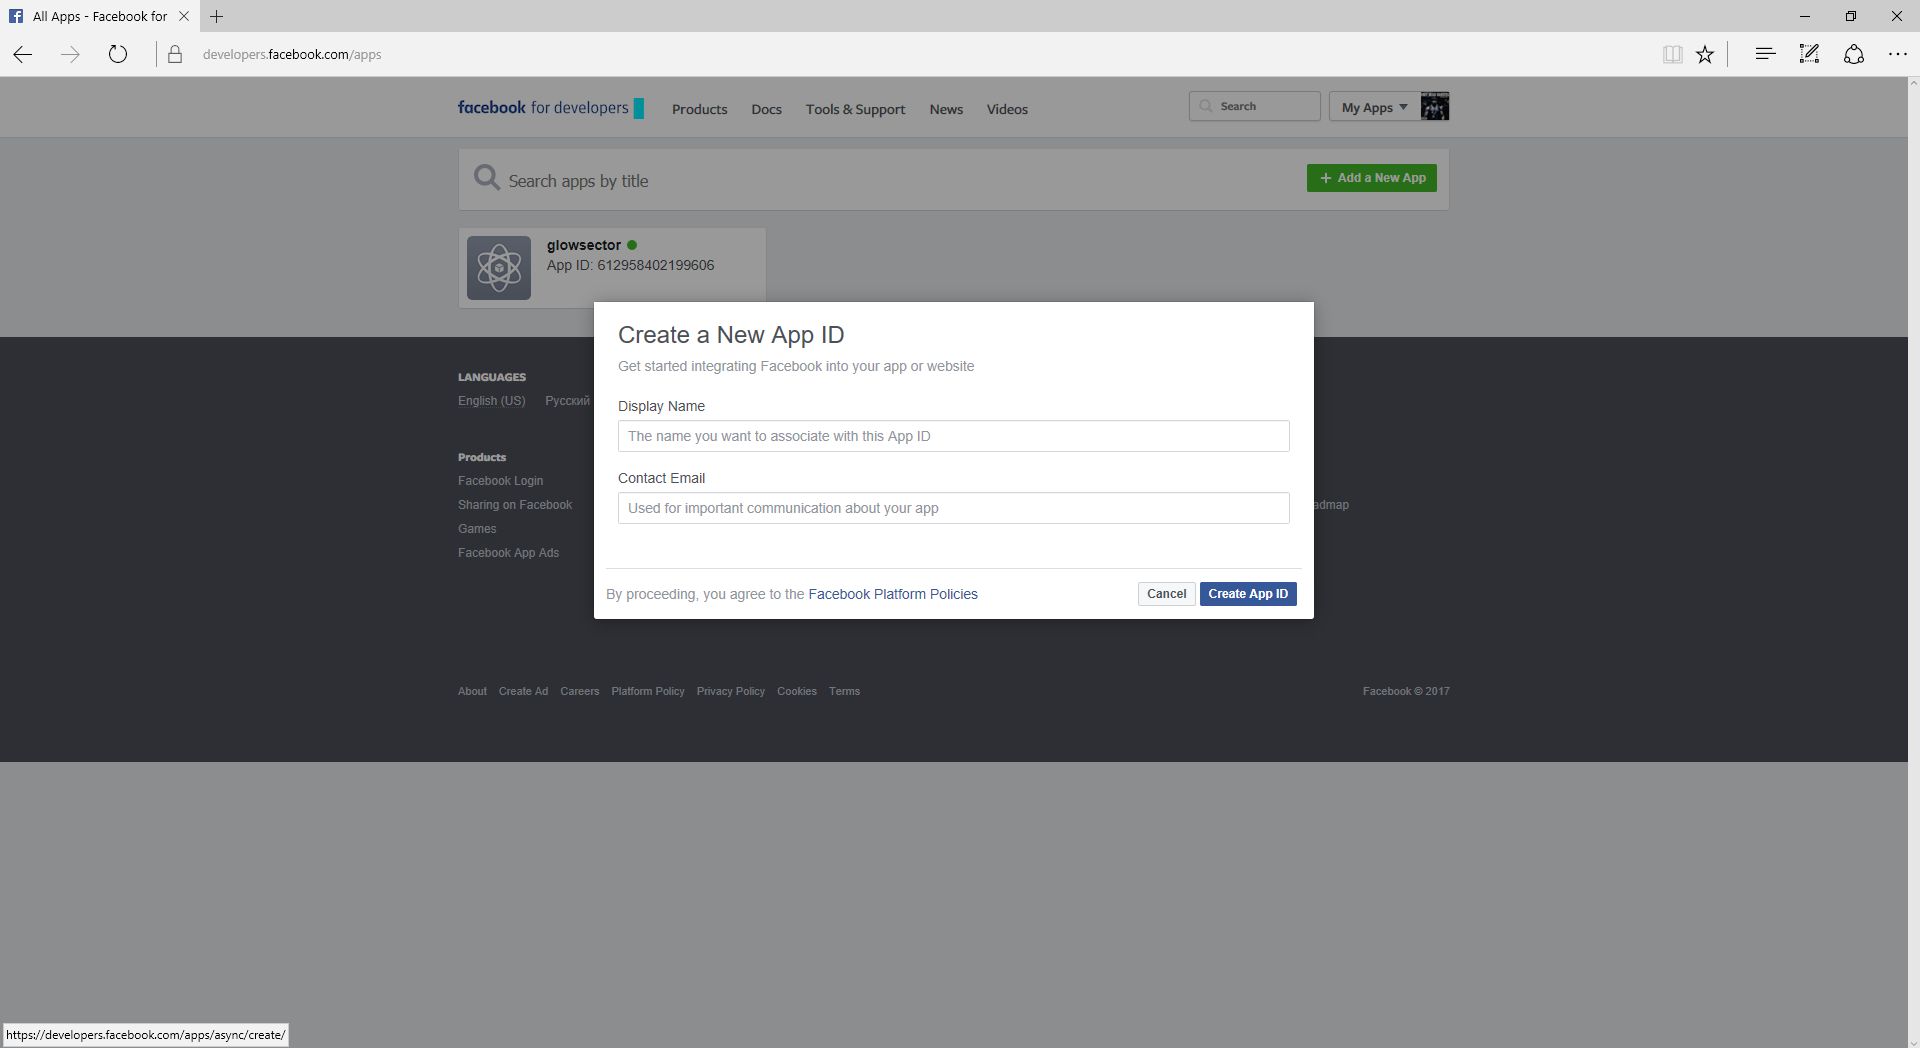 All Apps - Facebook for
developers.facebook.com/apps
facebook for developers Products Docs Tools & Support News Videos Search My Apps
Search apps by title + Add a New App
glowsector
App ID: 612958402199606
Create a New App ID
Get started integrating Facebook into your app or website
Display Name
The name you want to associate with this App ID
Contact Email
Used for important communication about your app
By proceeding, you agree to the Facebook Platform Policies Cancel Create App ID
LANGUAGES
English (US) Русский
Products
Facebook Login
Sharing on Facebook
admap
Games
Facebook App Ads
About Create Ad Careers Platform Policy Privacy Policy Cookies Terms Facebook © 2017
https://developers.facebook.com/apps/async/create/